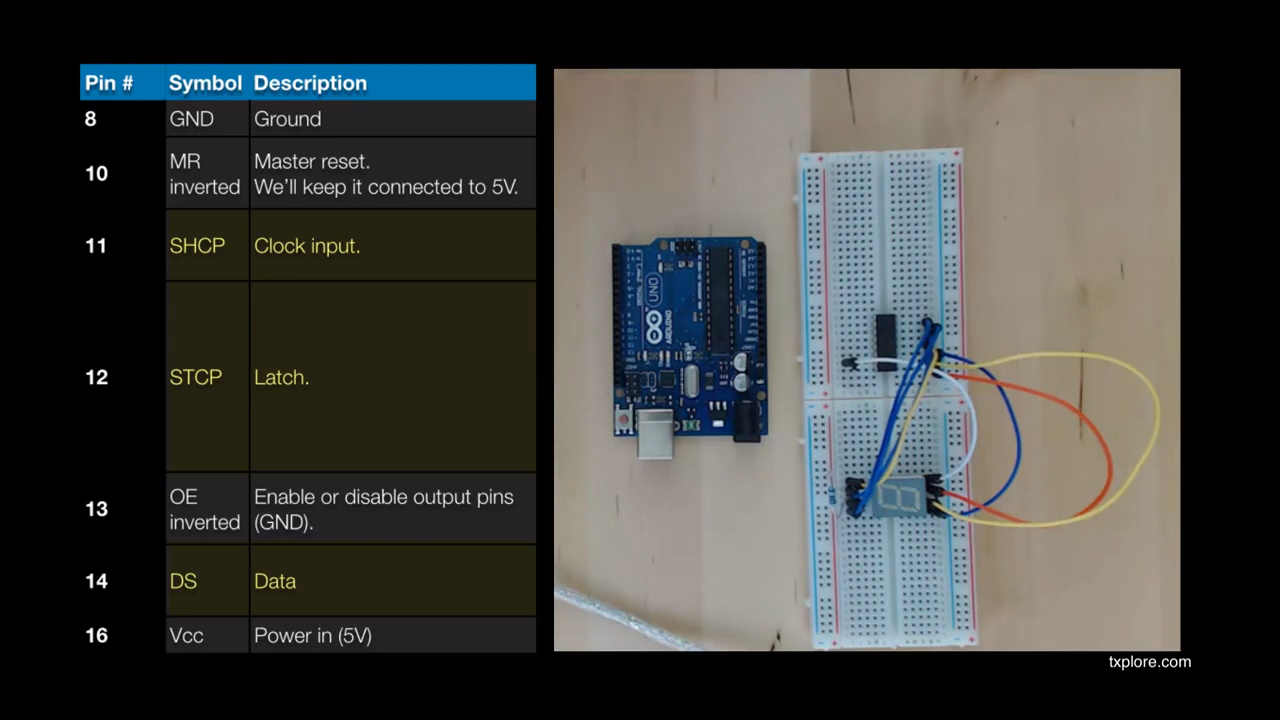 Pin # Symbol Description
8 GND Ground
10 MR inverted Master reset. We'll keep it connected to 5V.
11 SHCP Clock input.
12 STCP Latch.
13 OE inverted Enable or disable output pins (GND).
14 DS Data
16 Vcc Power in (5V)
UNO
ARDUINO
txplore.com